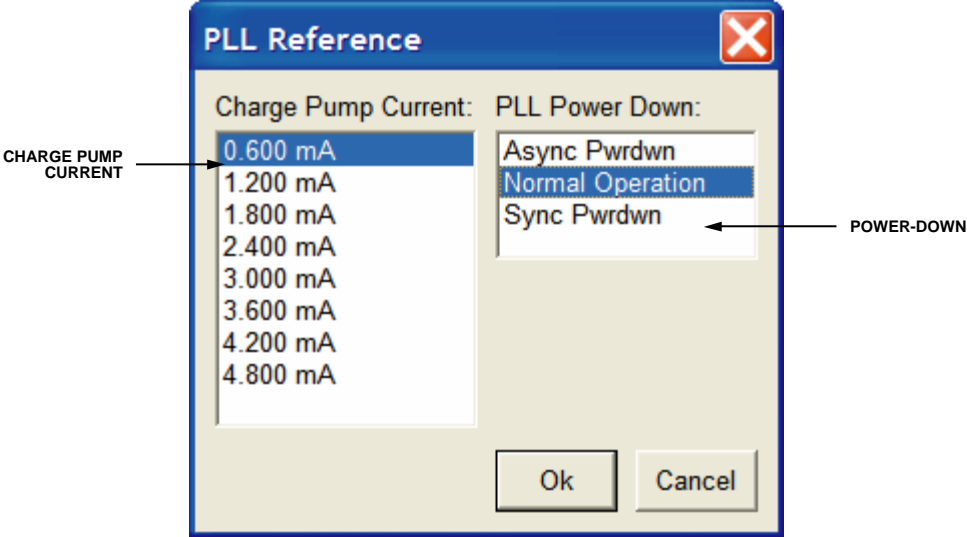 PLL Reference
Charge Pump Current:
0.600 mA
1.200 mA
1.800 mA
2.400 mA
3.000 mA
3.600 mA
4.200 mA
4.800 mA
PLL Power Down:
Async Pwrdwn
Normal Operation
Sync Pwrdwn
Ok
Cancel
CHARGE PUMP
CURRENT
POWER-DOWN